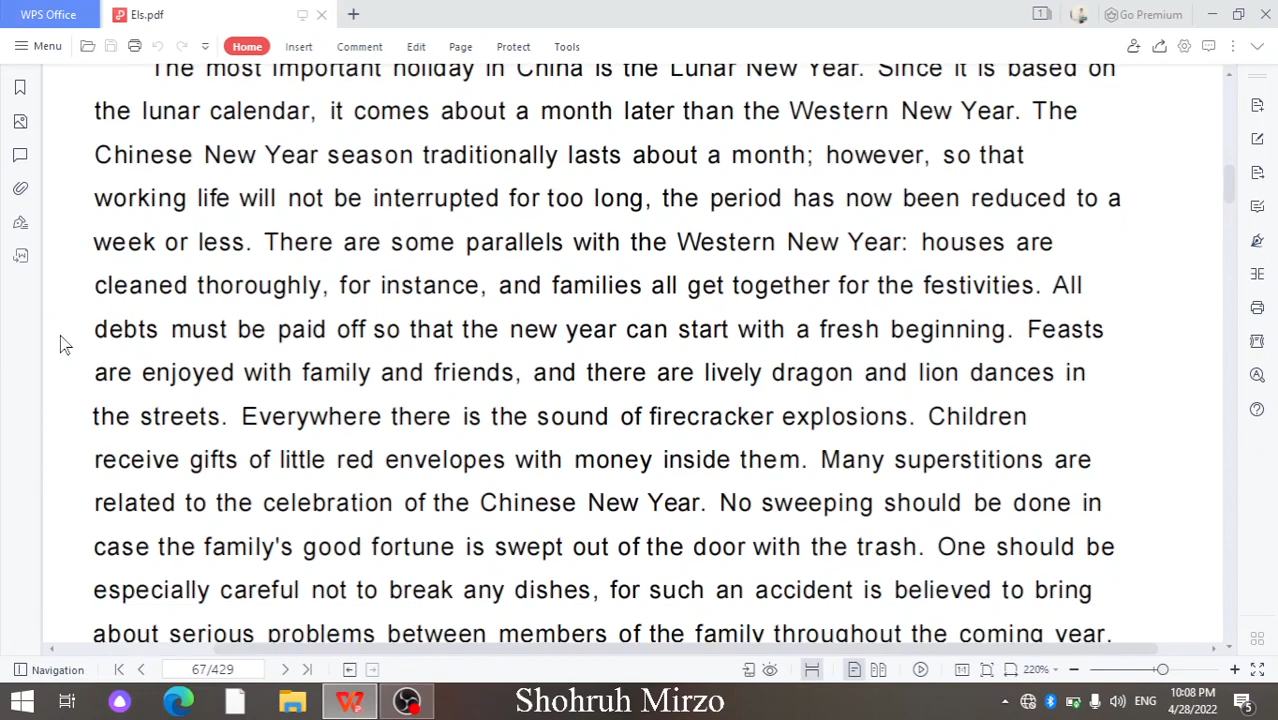 WPS Office
Els.pdf
1
Go Premium
Menu
Home
Insert
Comment
Edit
Page
Protect
Tools
The most important holiday in China is the Lunar New Year. Since it is based on
the lunar calendar, it comes about a month later than the Western New Year. The
Chinese New Year season traditionally lasts about a month; however, so that
working life will not be interrupted for too long, the period has now been reduced to a
week or less. There are some parallels with the Western New Year: houses are
cleaned thoroughly, for instance, and families all get together for the festivities. All
debts must be paid off so that the new year can start with a fresh beginning. Feasts
are enjoyed with family and friends, and there are lively dragon and lion dances in
the streets. Everywhere there is the sound of firecracker explosions. Children
receive gifts of little red envelopes with money inside them. Many superstitions are
related to the celebration of the Chinese New Year. No sweeping should be done in
case the family's good fortune is swept out of the door with the trash. One should be
especially careful not to break any dishes, for such an accident is believed to bring
about serious problems between members of the family throughout the coming year.
Navigation
67/429
220%
Shohruh Mirzo
ENG
10:08 PM
4/28/2022
5